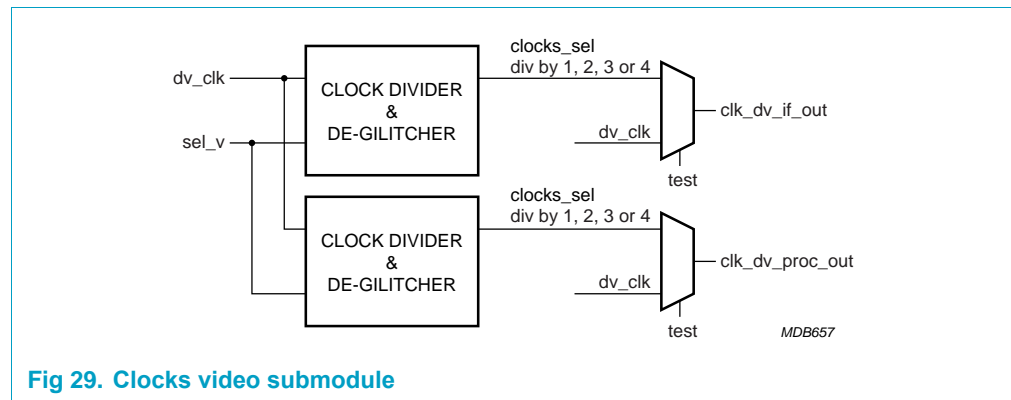 clocks_sel
div by 1, 2, 3 or 4
dv_clk
CLOCK DIVIDER
&
DE-GILITCHER
clk_dv_if_out
sel_v
dv_clk
test
clocks_sel
div by 1, 2, 3 or 4
CLOCK DIVIDER
&
DE-GILITCHER
clk_dv_proc_out
dv_clk
test
MDB657
Fig 29. Clocks video submodule